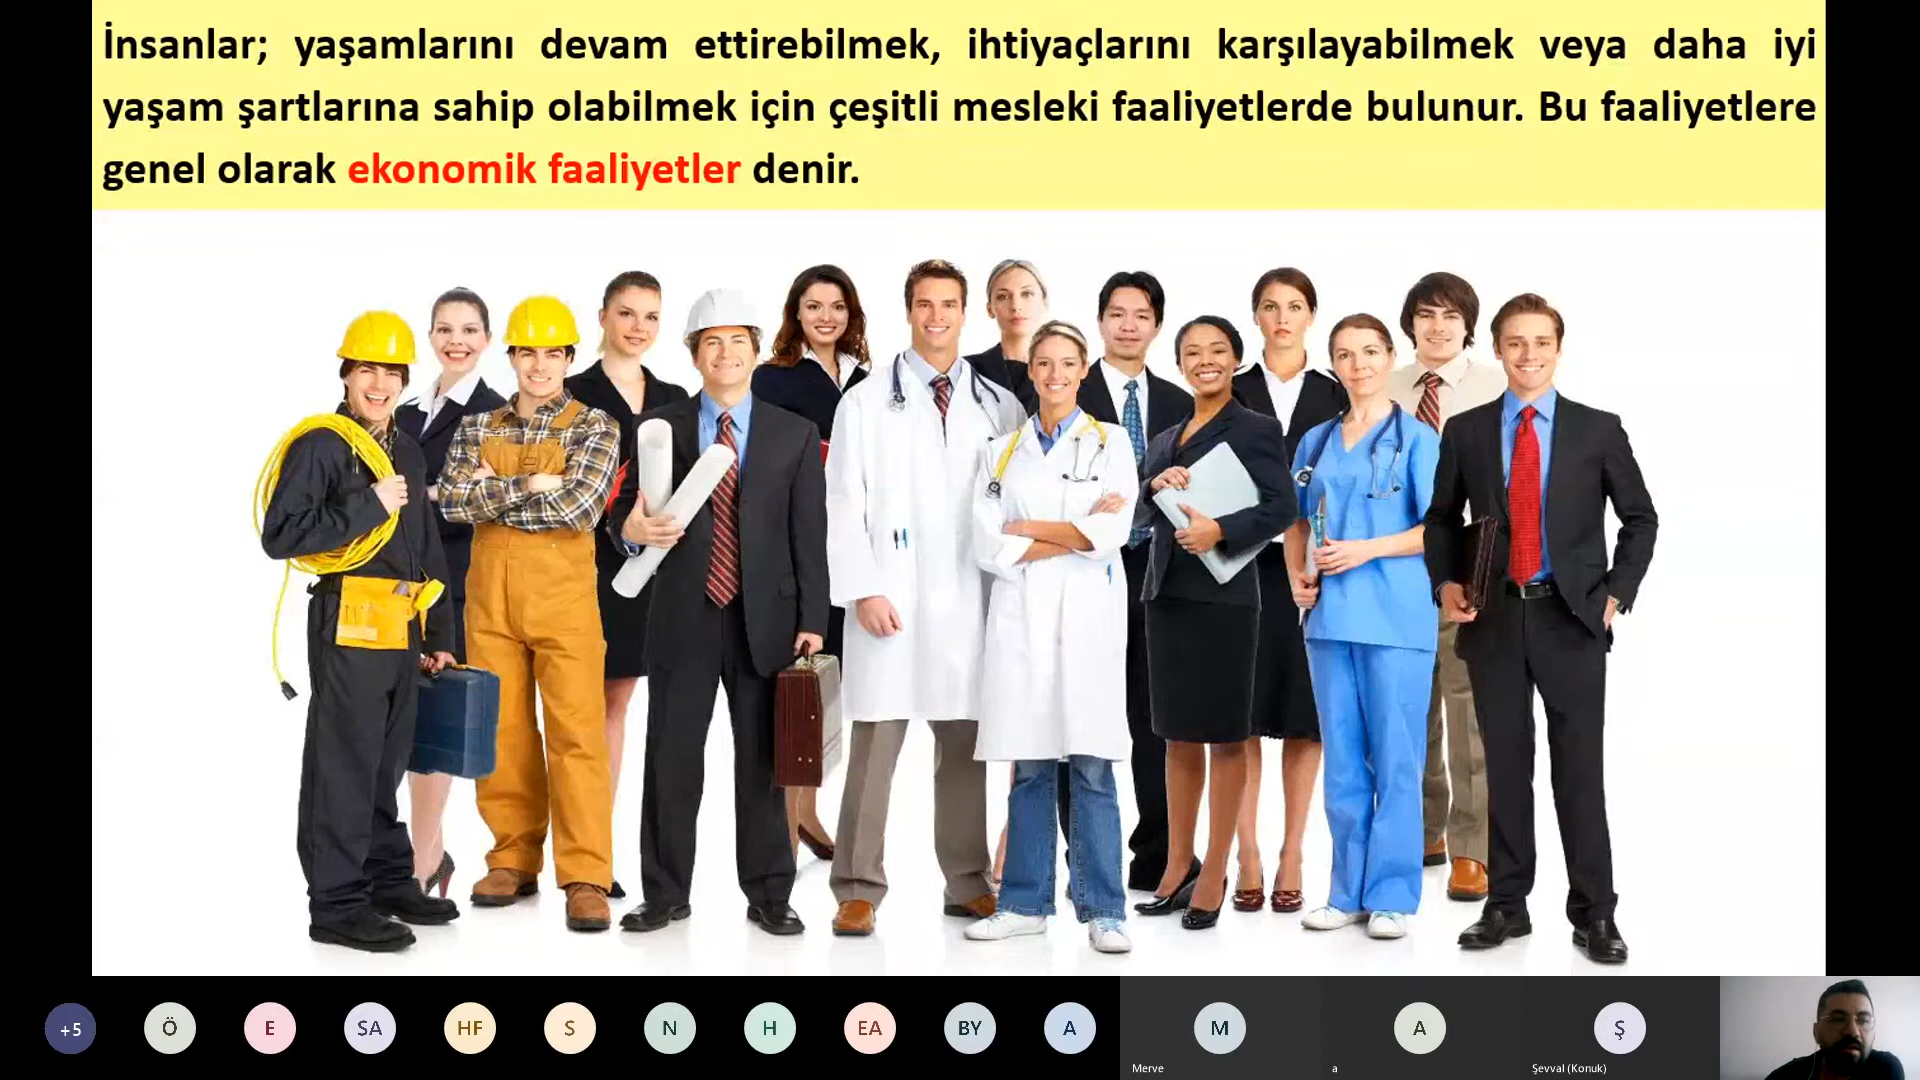 İnsanlar; yaşamlarını devam ettirebilmek, ihtiyaçlarını karşılayabilmek veya daha iyi
yaşam şartlarına sahip olabilmek için çeşitli mesleki faaliyetlerde bulunur. Bu faaliyetlere
genel olarak ekonomik faaliyetler denir.
+5 Ö E SA HF S N H EA BY A M A Ş
Merve a Şevval (Konuk)